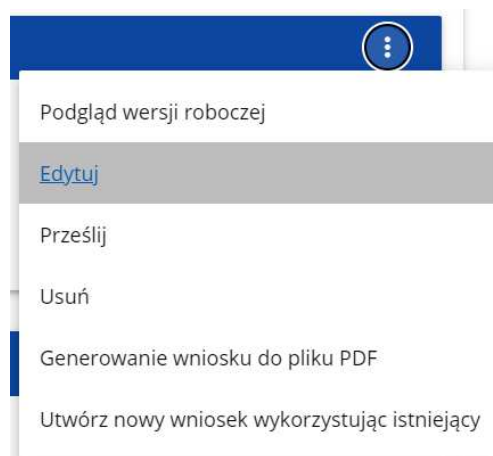 Podgląd wersji roboczej
Edytuj
Prześlij
Usuń
Generowanie wniosku do pliku PDF
Utwórz nowy wniosek wykorzystując istniejący